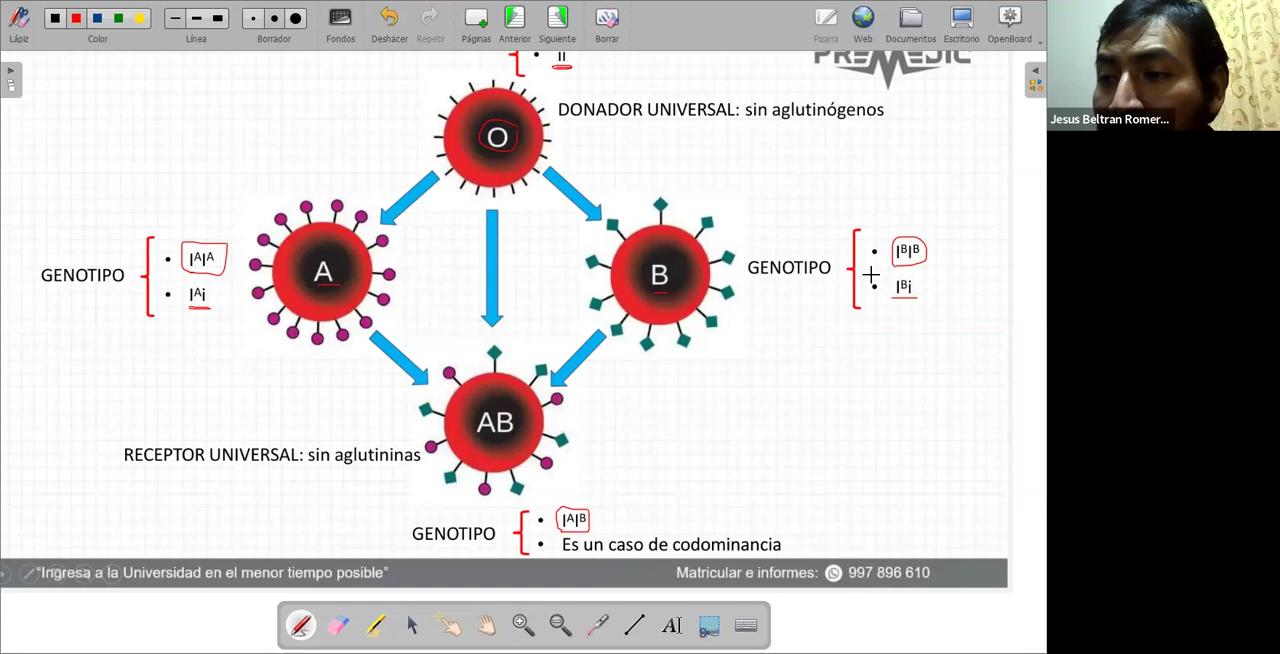 Lápiz
Color
Línea
Borrador
Fondos
Deshacer
Repetir
Páginas
Anterior
Siguiente
Borrar
Pizarra
Web
Documentos
Escritorio
OpenBoard
PREMEDIC
• ii
O
DONADOR UNIVERSAL: sin aglutinógenos
Jesus Beltran Romer...
GENOTIPO
• IᴬIᴬ
• Iᴬi
A
B
GENOTIPO
• IᴮIᴮ
• Iᴮi
AB
RECEPTOR UNIVERSAL: sin aglutininas
GENOTIPO
• IᴬIᴮ
• Es un caso de codominancia
“Ingresa a la Universidad en el menor tiempo posible”
Matricular e informes: 997 896 610